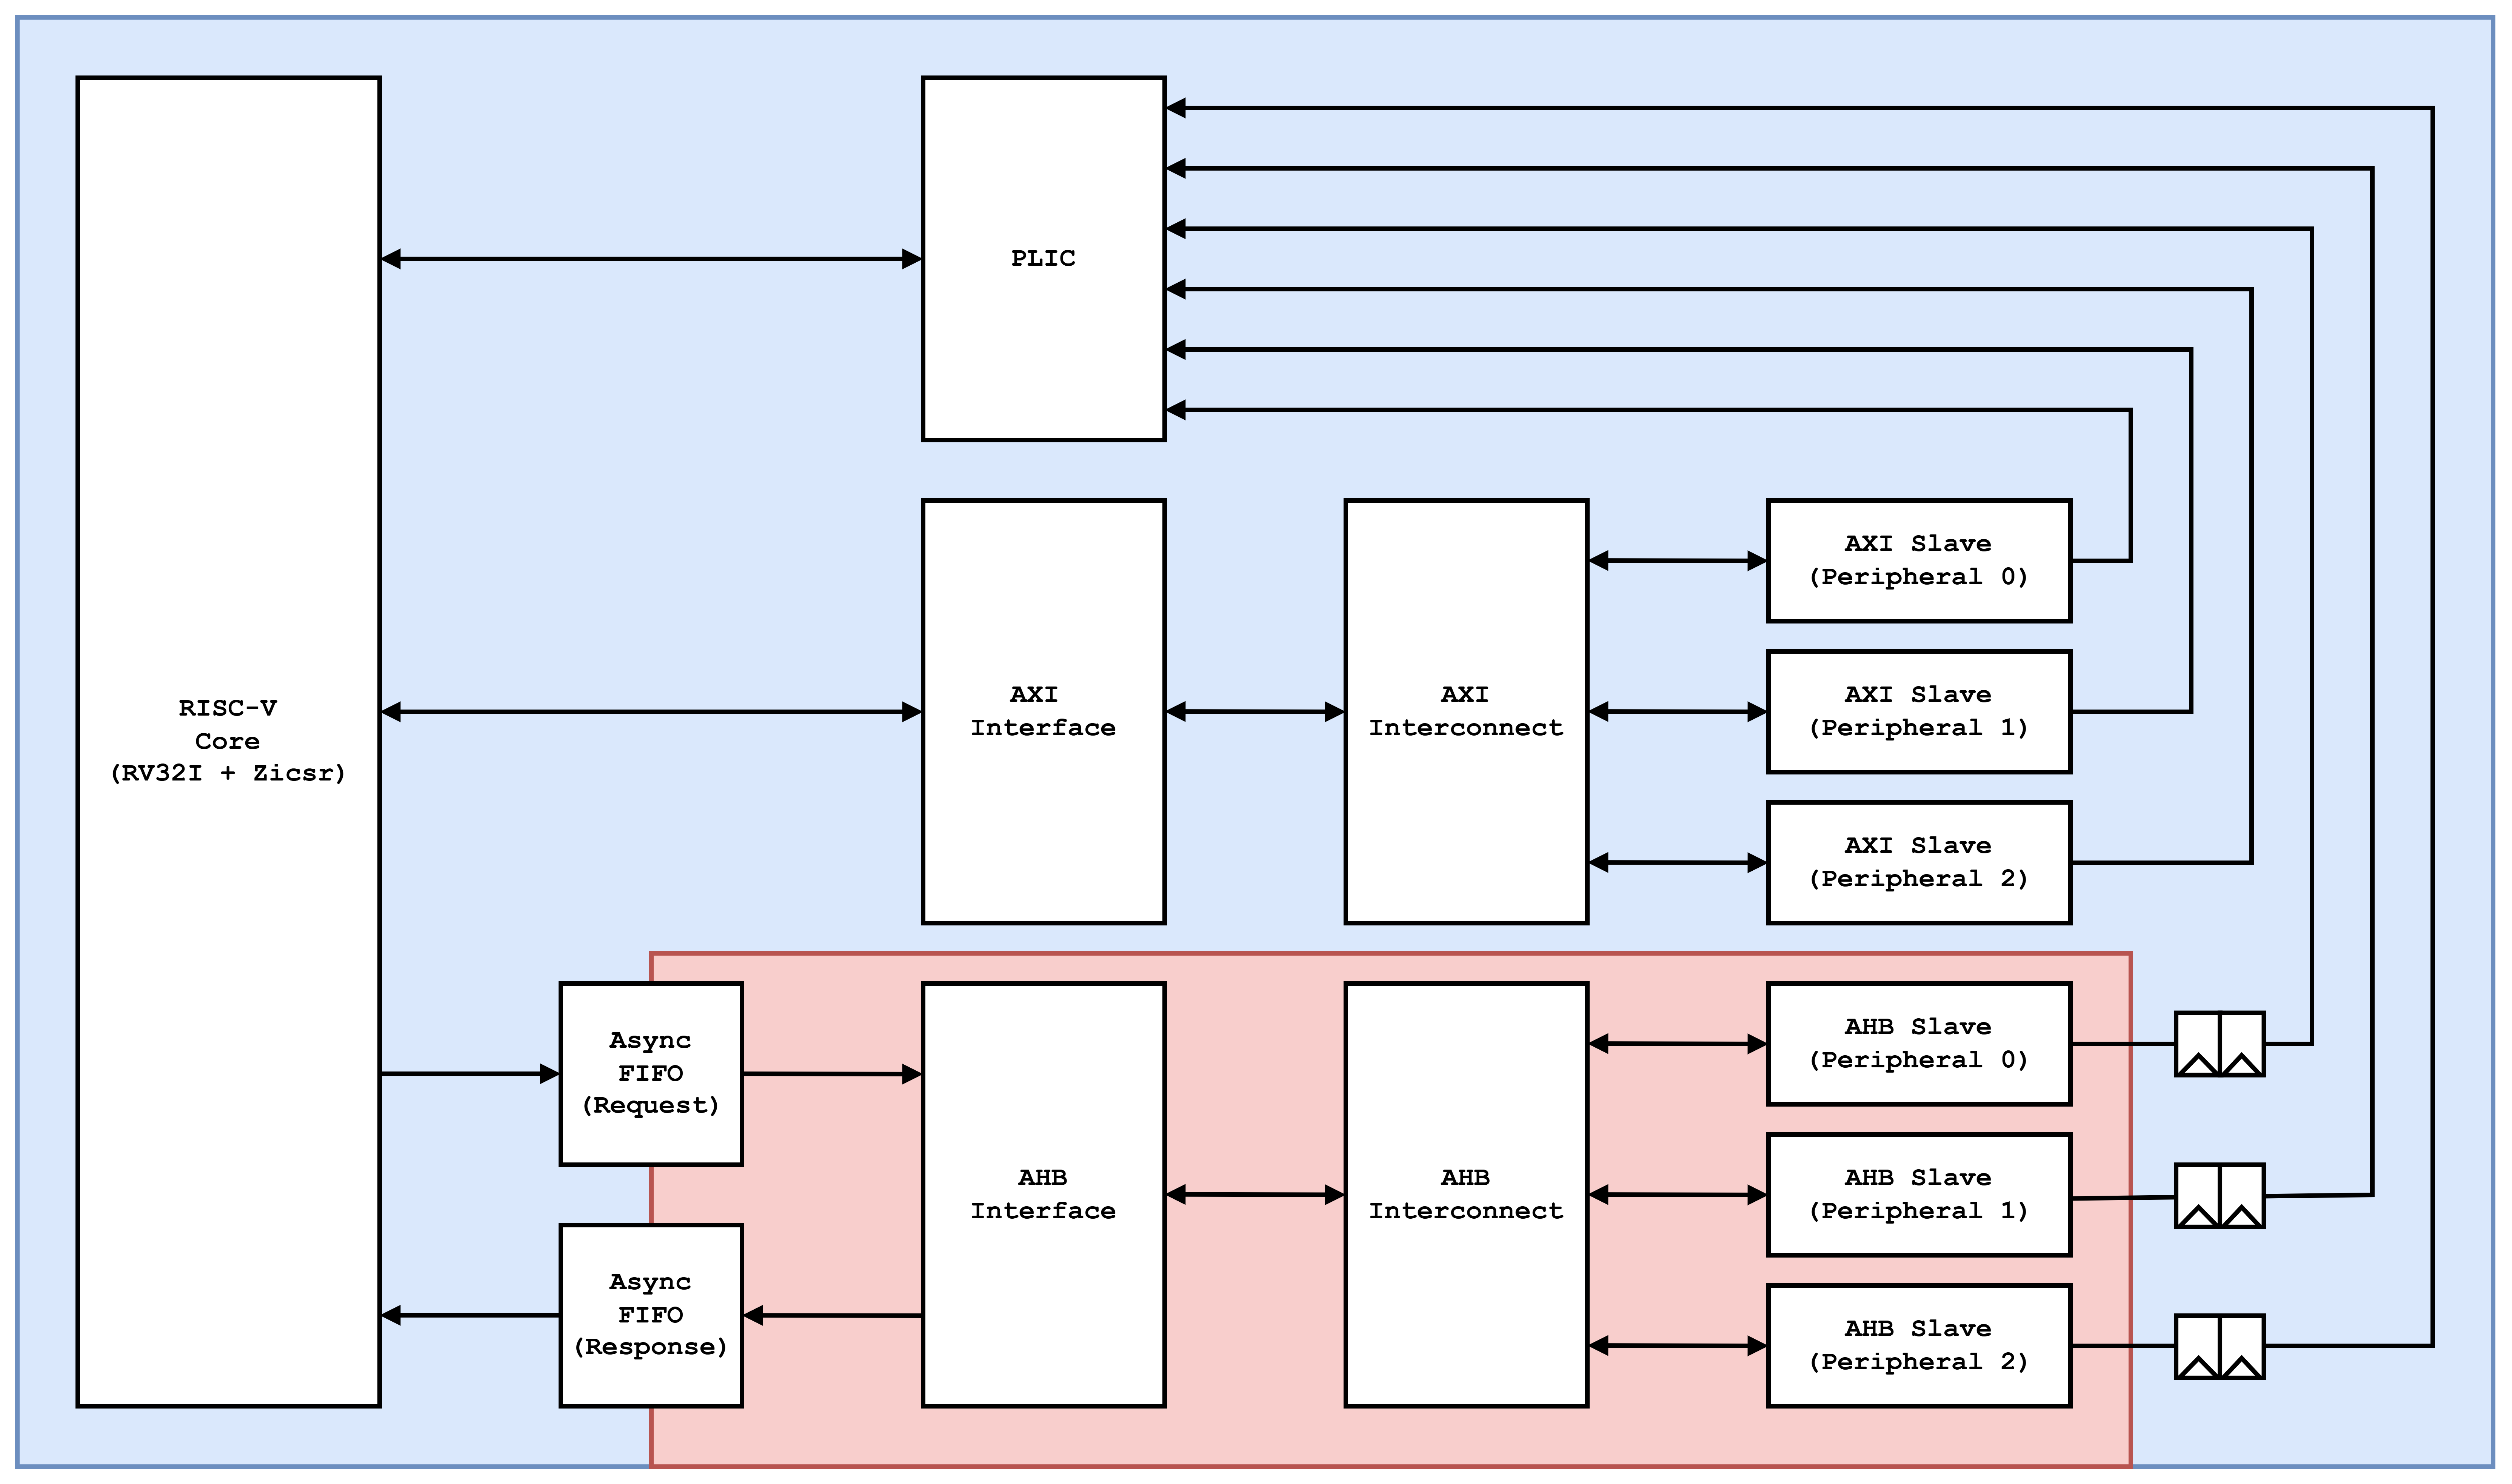 PLIC
RISC-V
Core
(RV32I + Zicsr)
AXI
Interface
AXI
Interconnect
AXI Slave
(Peripheral 0)
AXI Slave
(Peripheral 1)
AXI Slave
(Peripheral 2)
Async
FIFO
(Request)
Async
FIFO
(Response)
AHB
Interface
AHB
Interconnect
AHB Slave
(Peripheral 0)
AHB Slave
(Peripheral 1)
AHB Slave
(Peripheral 2)